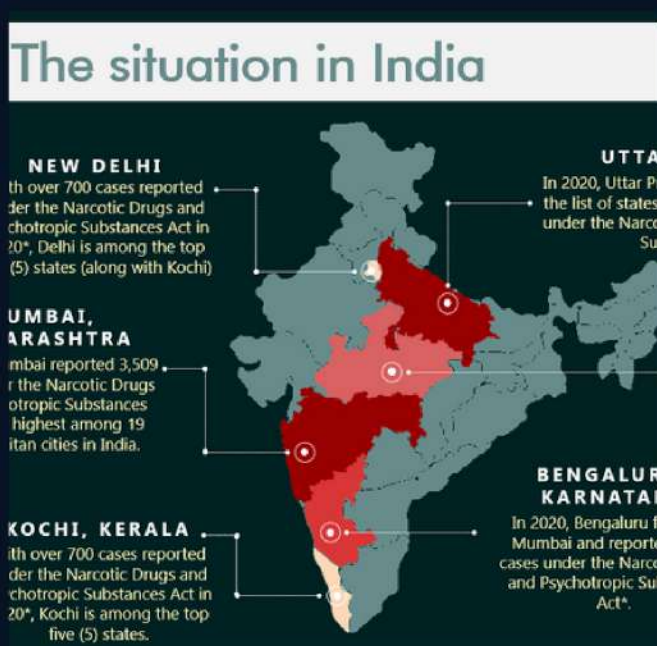 The situation in India
NEW DELHI
th over 700 cases reported
der the Narcotic Drugs and
chotropic Substances Act in
20*, Delhi is among the top
(5) states (along with Kochi)
UMBAI,
ARASHTRA
mbai reported 3,509
r the Narcotic Drugs
otropic Substances
highest among 19
itan cities in India.
KOCHI, KERALA
ith over 700 cases reported
der the Narcotic Drugs and
chotropic Substances Act in
20*, Kochi is among the top
five (5) states.
UTTA
In 2020, Uttar P
the list of states
under the Narco
Su
BENGALUR
KARNATA
In 2020, Bengaluru f
Mumbai and reporte
cases under the Narco
and Psychotropic Su
Act*.